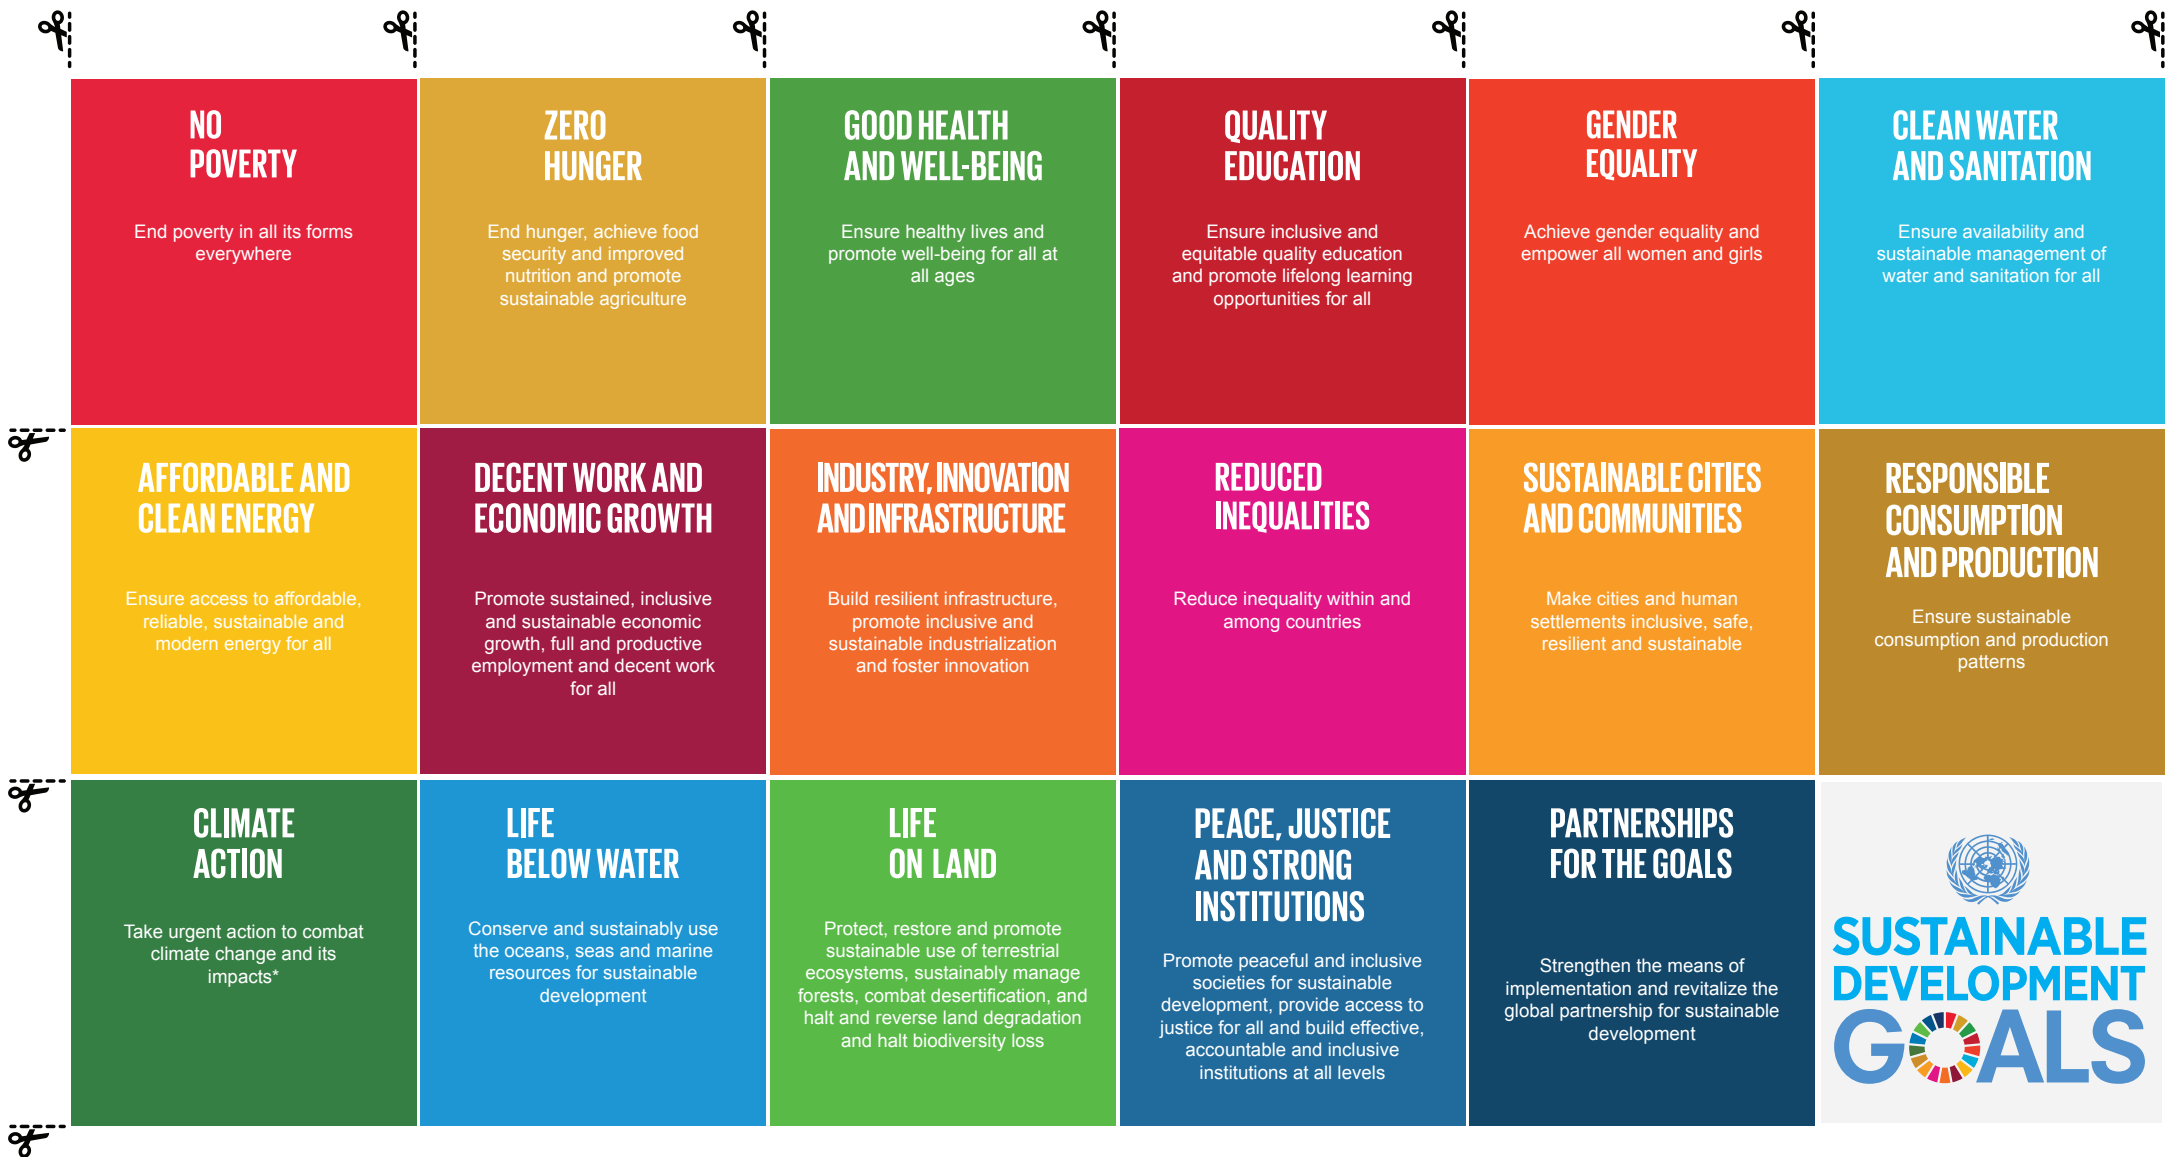 NO
POVERTY
End poverty in all its forms
everywhere
ZERO
HUNGER
End hunger, achieve food
security and improved
nutrition and promote
sustainable agriculture
GOOD HEALTH
AND WELL-BEING
Ensure healthy lives and
promote well-being for all at
all ages
QUALITY
EDUCATION
Ensure inclusive and
equitable quality education
and promote lifelong learning
opportunities for all
GENDER
EQUALITY
Achieve gender equality and
empower all women and girls
CLEAN WATER
AND SANITATION
Ensure availability and
sustainable management of
water and sanitation for all
AFFORDABLE AND
CLEAN ENERGY
Ensure access to affordable,
reliable, sustainable and
modern energy for all
DECENT WORK AND
ECONOMIC GROWTH
Promote sustained, inclusive
and sustainable economic
growth, full and productive
employment and decent work
for all
INDUSTRY, INNOVATION
AND INFRASTRUCTURE
Build resilient infrastructure,
promote inclusive and
sustainable industrialization
and foster innovation
REDUCED
INEQUALITIES
Reduce inequality within and
among countries
SUSTAINABLE CITIES
AND COMMUNITIES
Make cities and human
settlements inclusive, safe,
resilient and sustainable
RESPONSIBLE
CONSUMPTION
AND PRODUCTION
Ensure sustainable
consumption and production
patterns
CLIMATE
ACTION
Take urgent action to combat
climate change and its
impacts*
LIFE
BELOW WATER
Conserve and sustainably use
the oceans, seas and marine
resources for sustainable
development
LIFE
ON LAND
Protect, restore and promote
sustainable use of terrestrial
ecosystems, sustainably manage
forests, combat desertification, and
halt and reverse land degradation
and halt biodiversity loss
PEACE, JUSTICE
AND STRONG
INSTITUTIONS
Promote peaceful and inclusive
societies for sustainable
development, provide access to
justice for all and build effective,
accountable and inclusive
institutions at all levels
PARTNERSHIPS
FOR THE GOALS
Strengthen the means of
implementation and revitalize the
global partnership for sustainable
development
SUSTAINABLE
DEVELOPMENT
GOALS